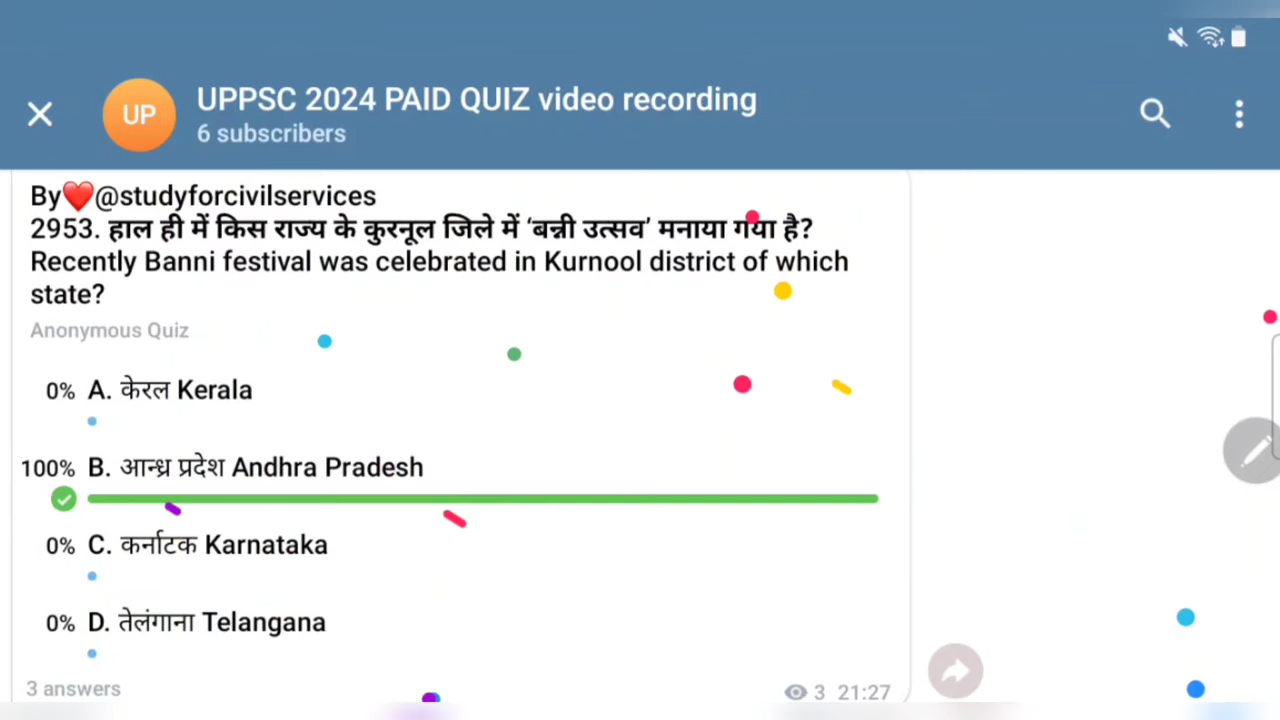 UP
UPPSC 2024 PAID QUIZ video recording
6 subscribers
By❤️@studyforcivilservices
2953. हाल ही में किस राज्य के कुरनूल जिले में ‘बन्नी उत्सव’ मनाया गया है?
Recently Banni festival was celebrated in Kurnool district of which
state?
Anonymous Quiz
0% A. केरल Kerala
100% B. आन्ध्र प्रदेश Andhra Pradesh
0% C. कर्नाटक Karnataka
0% D. तेलंगाना Telangana
3 answers
3 21:27